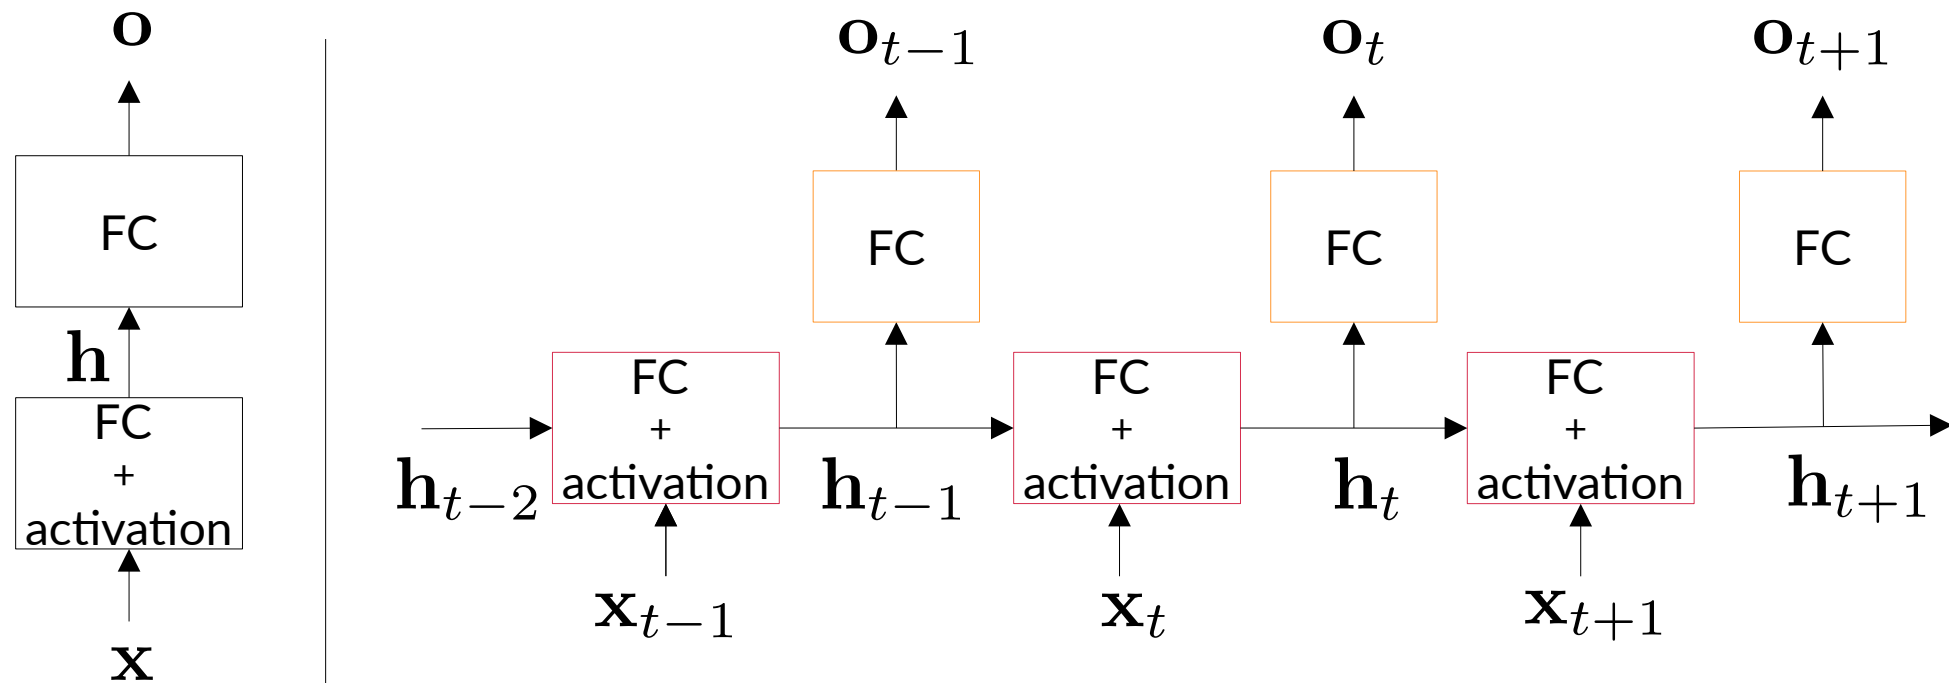 o
FC
h
FC
+
activation
x
o_{t-1}
o_t
o_{t+1}
FC
FC
FC
FC
+
activation
FC
+
activation
FC
+
activation
h_{t-2}
h_{t-1}
h_t
h_{t+1}
x_{t-1}
x_t
x_{t+1}